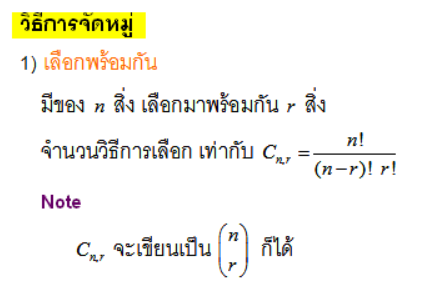 วิธีการจัดหมู่
1) เลือกพร้อมกัน
มีของ n สิ่ง เลือกมาพร้อมกัน r สิ่ง
จำนวนวิธีการเลือก เท่ากับ C_{n,r} = \frac{n!}{(n-r)! r!}
Note
C_{n,r} จะเขียนเป็น \binom{n}{r} ก็ได้